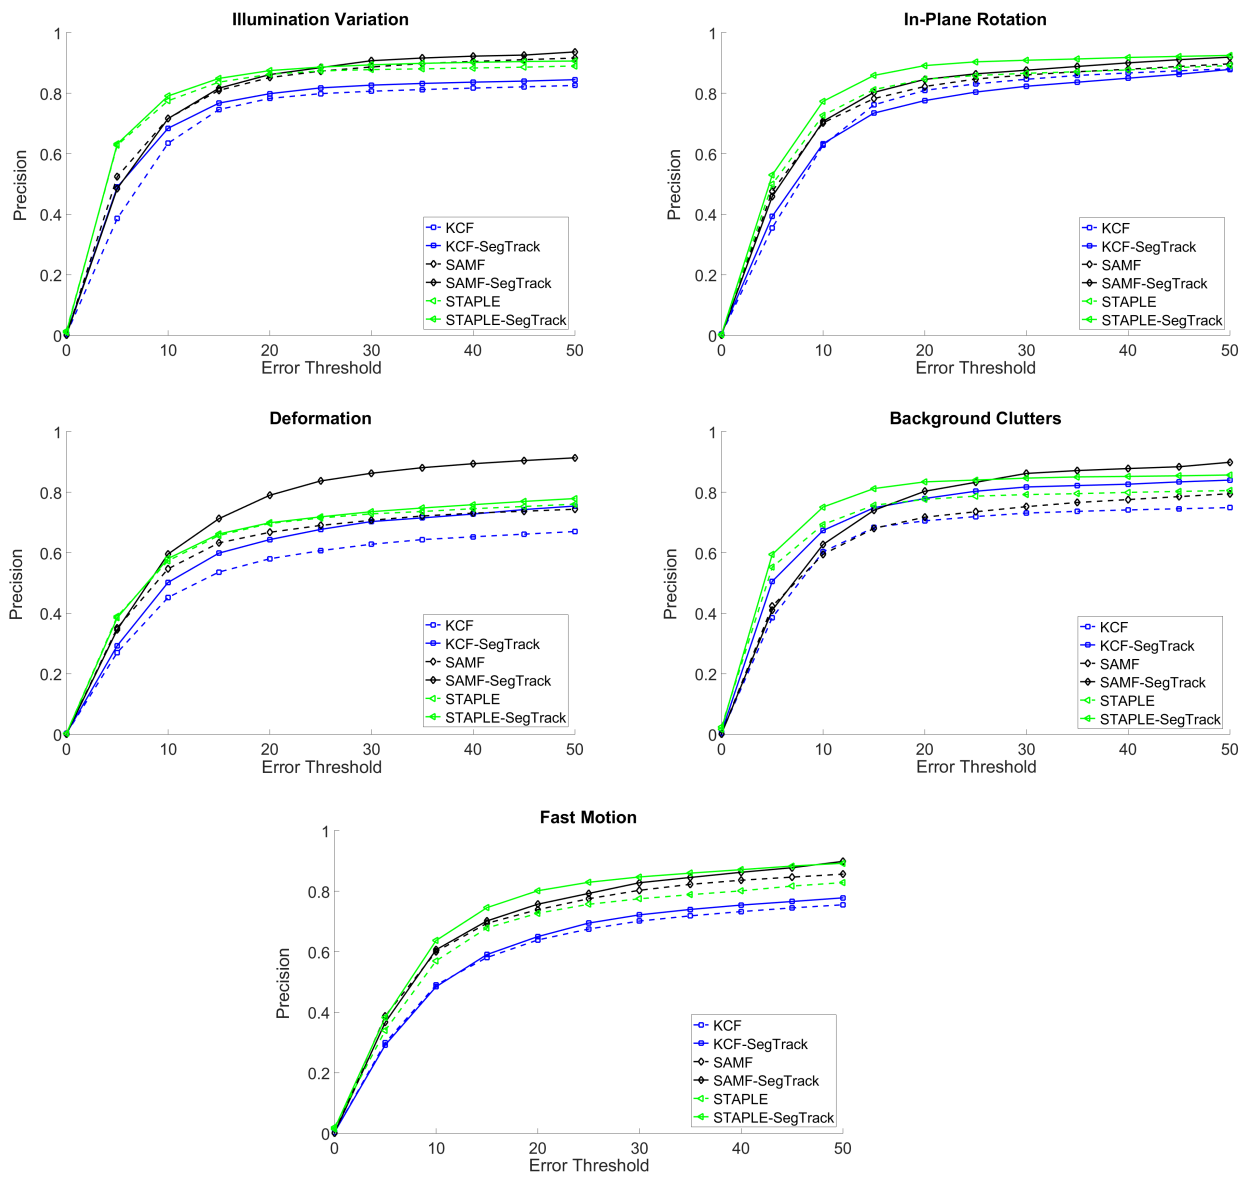 Illumination Variation
1
0.8
0.6
0.4
0.2
0
Precision
0 10 20 30 40 50
Error Threshold
KCF
KCF-SegTrack
SAMF
SAMF-SegTrack
STAPLE
STAPLE-SegTrack
In-Plane Rotation
1
0.8
0.6
0.4
0.2
0
Precision
0 10 20 30 40 50
Error Threshold
KCF
KCF-SegTrack
SAMF
SAMF-SegTrack
STAPLE
STAPLE-SegTrack
Deformation
1
0.8
0.6
0.4
0.2
0
Precision
0 10 20 30 40 50
Error Threshold
KCF
KCF-SegTrack
SAMF
SAMF-SegTrack
STAPLE
STAPLE-SegTrack
Background Clutters
1
0.8
0.6
0.4
0.2
0
Precision
0 10 20 30 40 50
Error Threshold
KCF
KCF-SegTrack
SAMF
SAMF-SegTrack
STAPLE
STAPLE-SegTrack
Fast Motion
1
0.8
0.6
0.4
0.2
0
Precision
0 10 20 30 40 50
Error Threshold
KCF
KCF-SegTrack
SAMF
SAMF-SegTrack
STAPLE
STAPLE-SegTrack